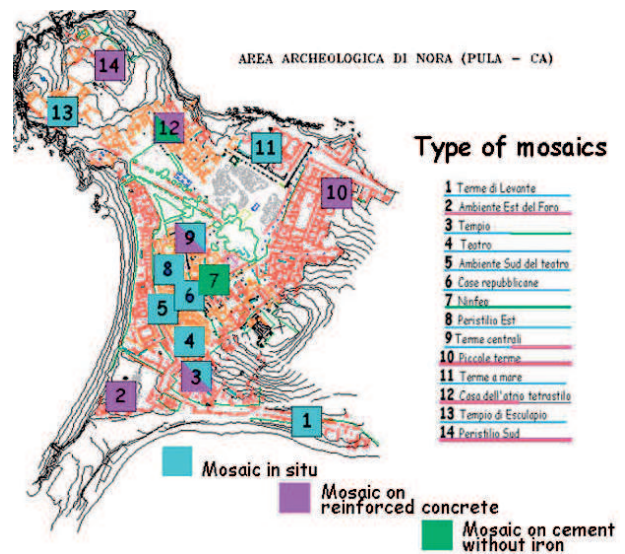 AREA ARCHEOLOGICA DI NORA (PULA - CA)
14
13
12
11
10
9
8
7
6
5
4
3
2
1
Type of mosaics
1 Terme di Levante
2 Ambiente Est del Faro
3 Tempio
4 Teatro
5 Ambiente Sud del teatro
6 Case repubblicane
7 Ninfeo
8 Peristilio Est
9 Terme centrali
10 Piccole terme
11 Terme a mare
12 Casa dell'atrio tetrastilo
13 Tempio di Esculapio
14 Peristilio Sud
Mosaic in situ
Mosaic on
reinforced concrete
Mosaic on cement
without iron